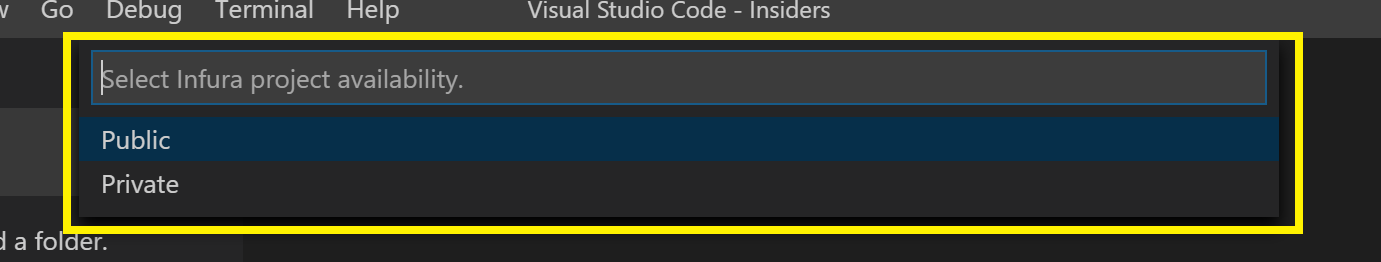 Go Debug Terminal Help Visual Studio Code - Insiders
Select Infura project availability.
Public
Private
a folder.